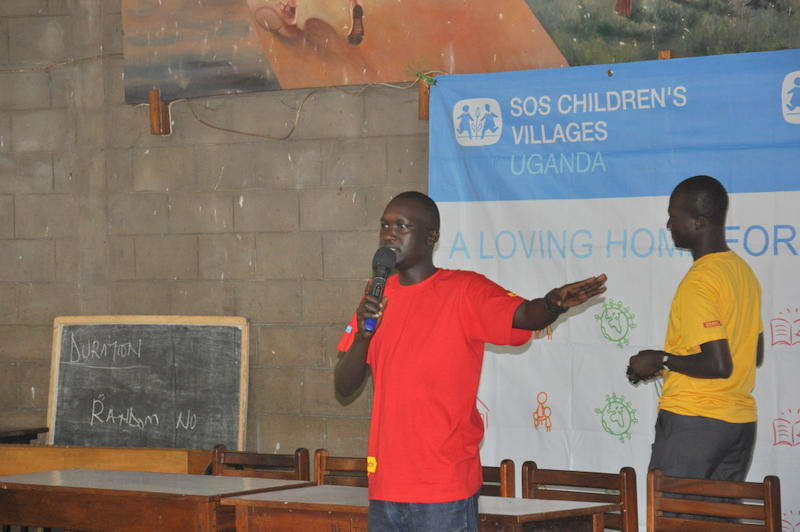 SOS CHILDREN'S
VILLAGES
UGANDA
A LOVING HOME FOR
DURATION
RANDOM NO